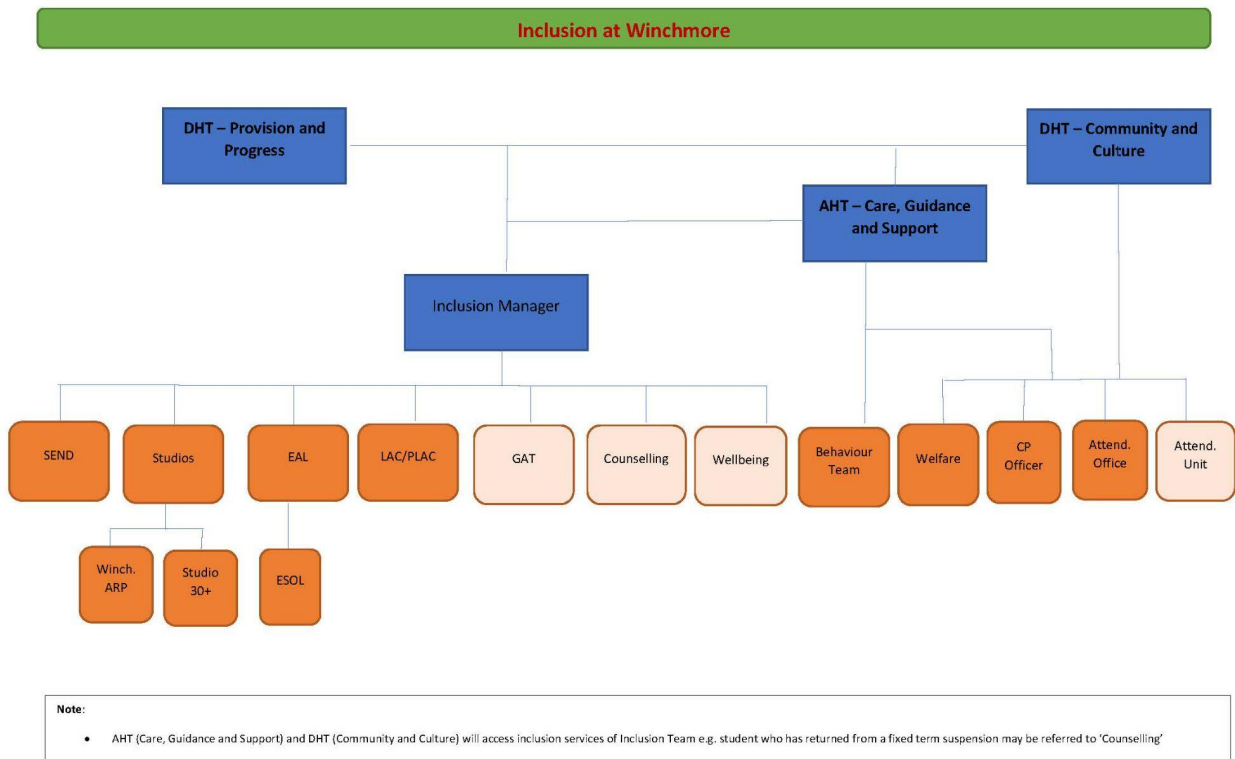 Inclusion at Winchmore
DHT – Provision and
Progress
DHT – Community and
Culture
AHT – Care, Guidance
and Support
Inclusion Manager
SEND
Studios
EAL
LAC/PLAC
GAT
Counselling
Wellbeing
Behaviour
Team
Welfare
CP
Officer
Attend.
Office
Attend.
Unit
Winch.
ARP
Studio
30+
ESOL
Note:
• AHT (Care, Guidance and Support) and DHT (Community and Culture) will access inclusion services of Inclusion Team e.g. student who has returned from a fixed term suspension may be referred to ‘Counselling’